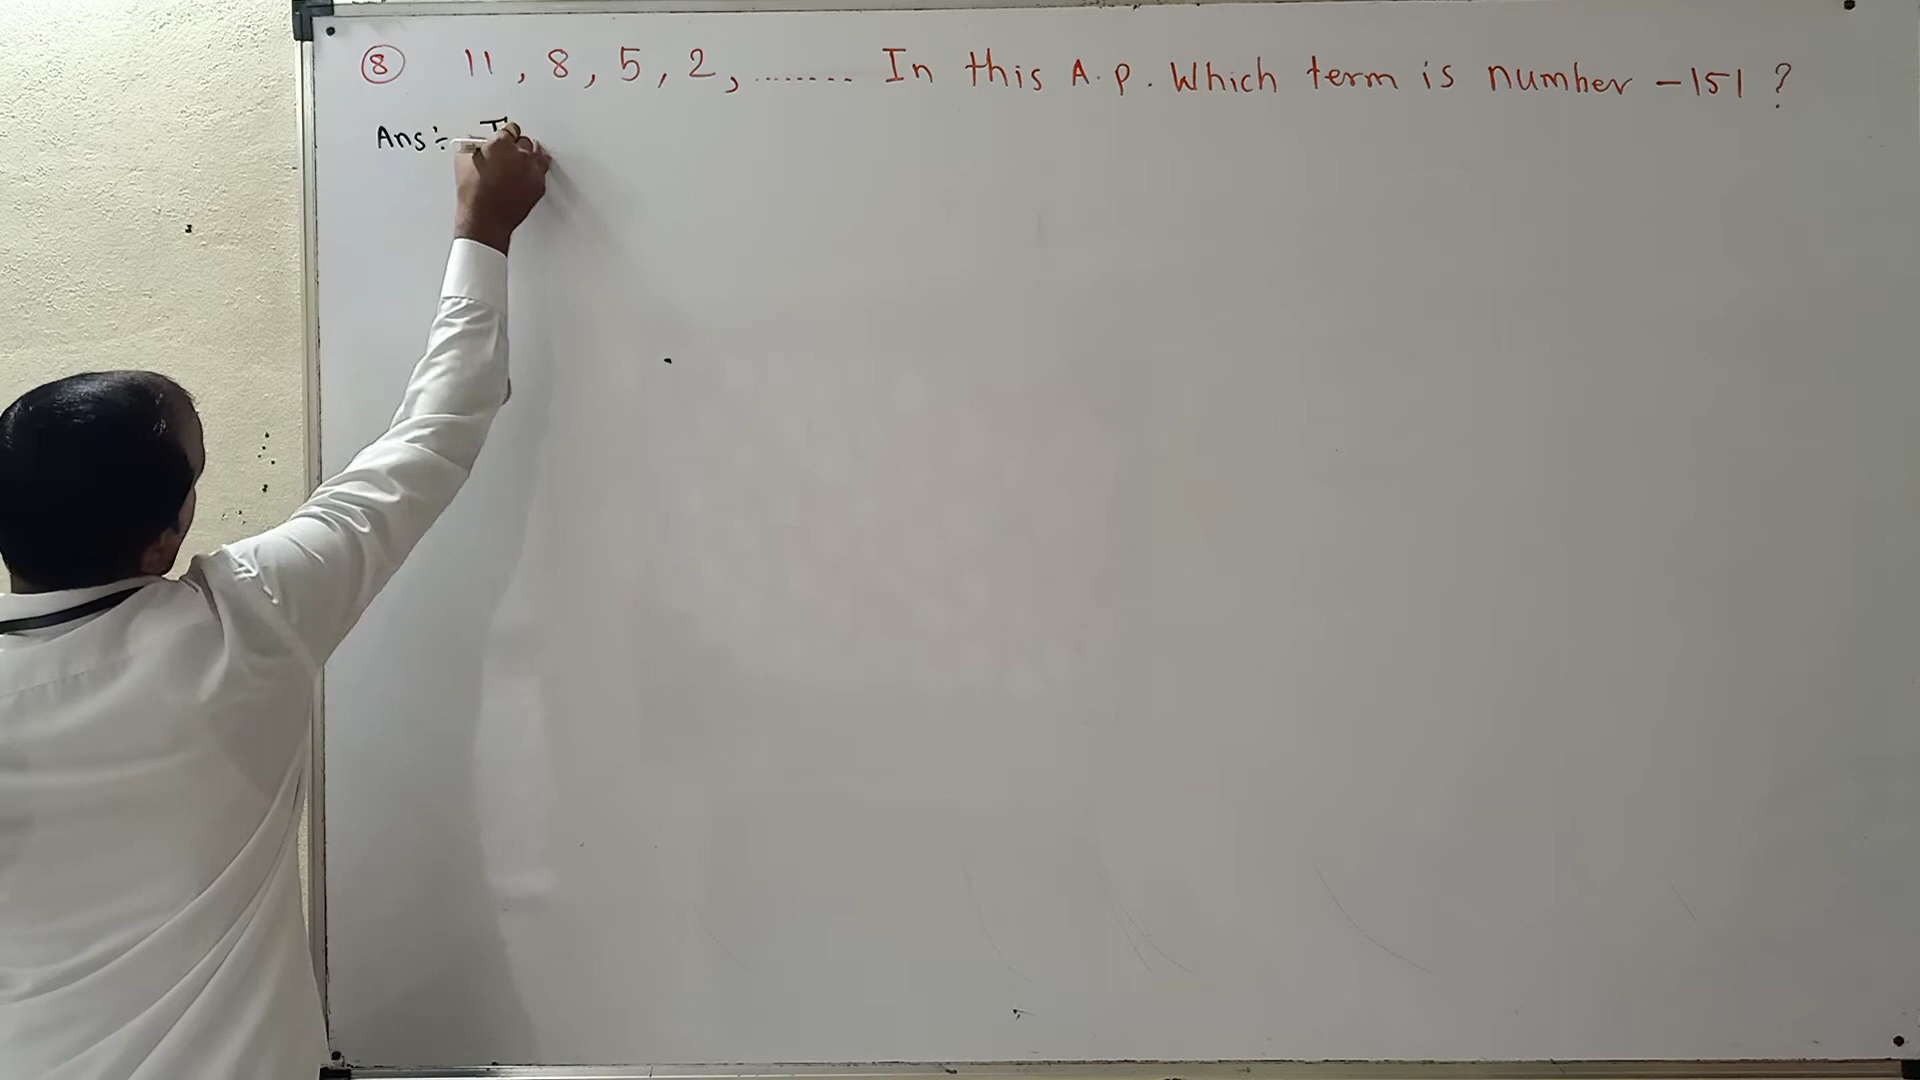 ⑧ 11, 8, 5, 2, ........ In this A.P. Which term is number -151 ?
Ans÷